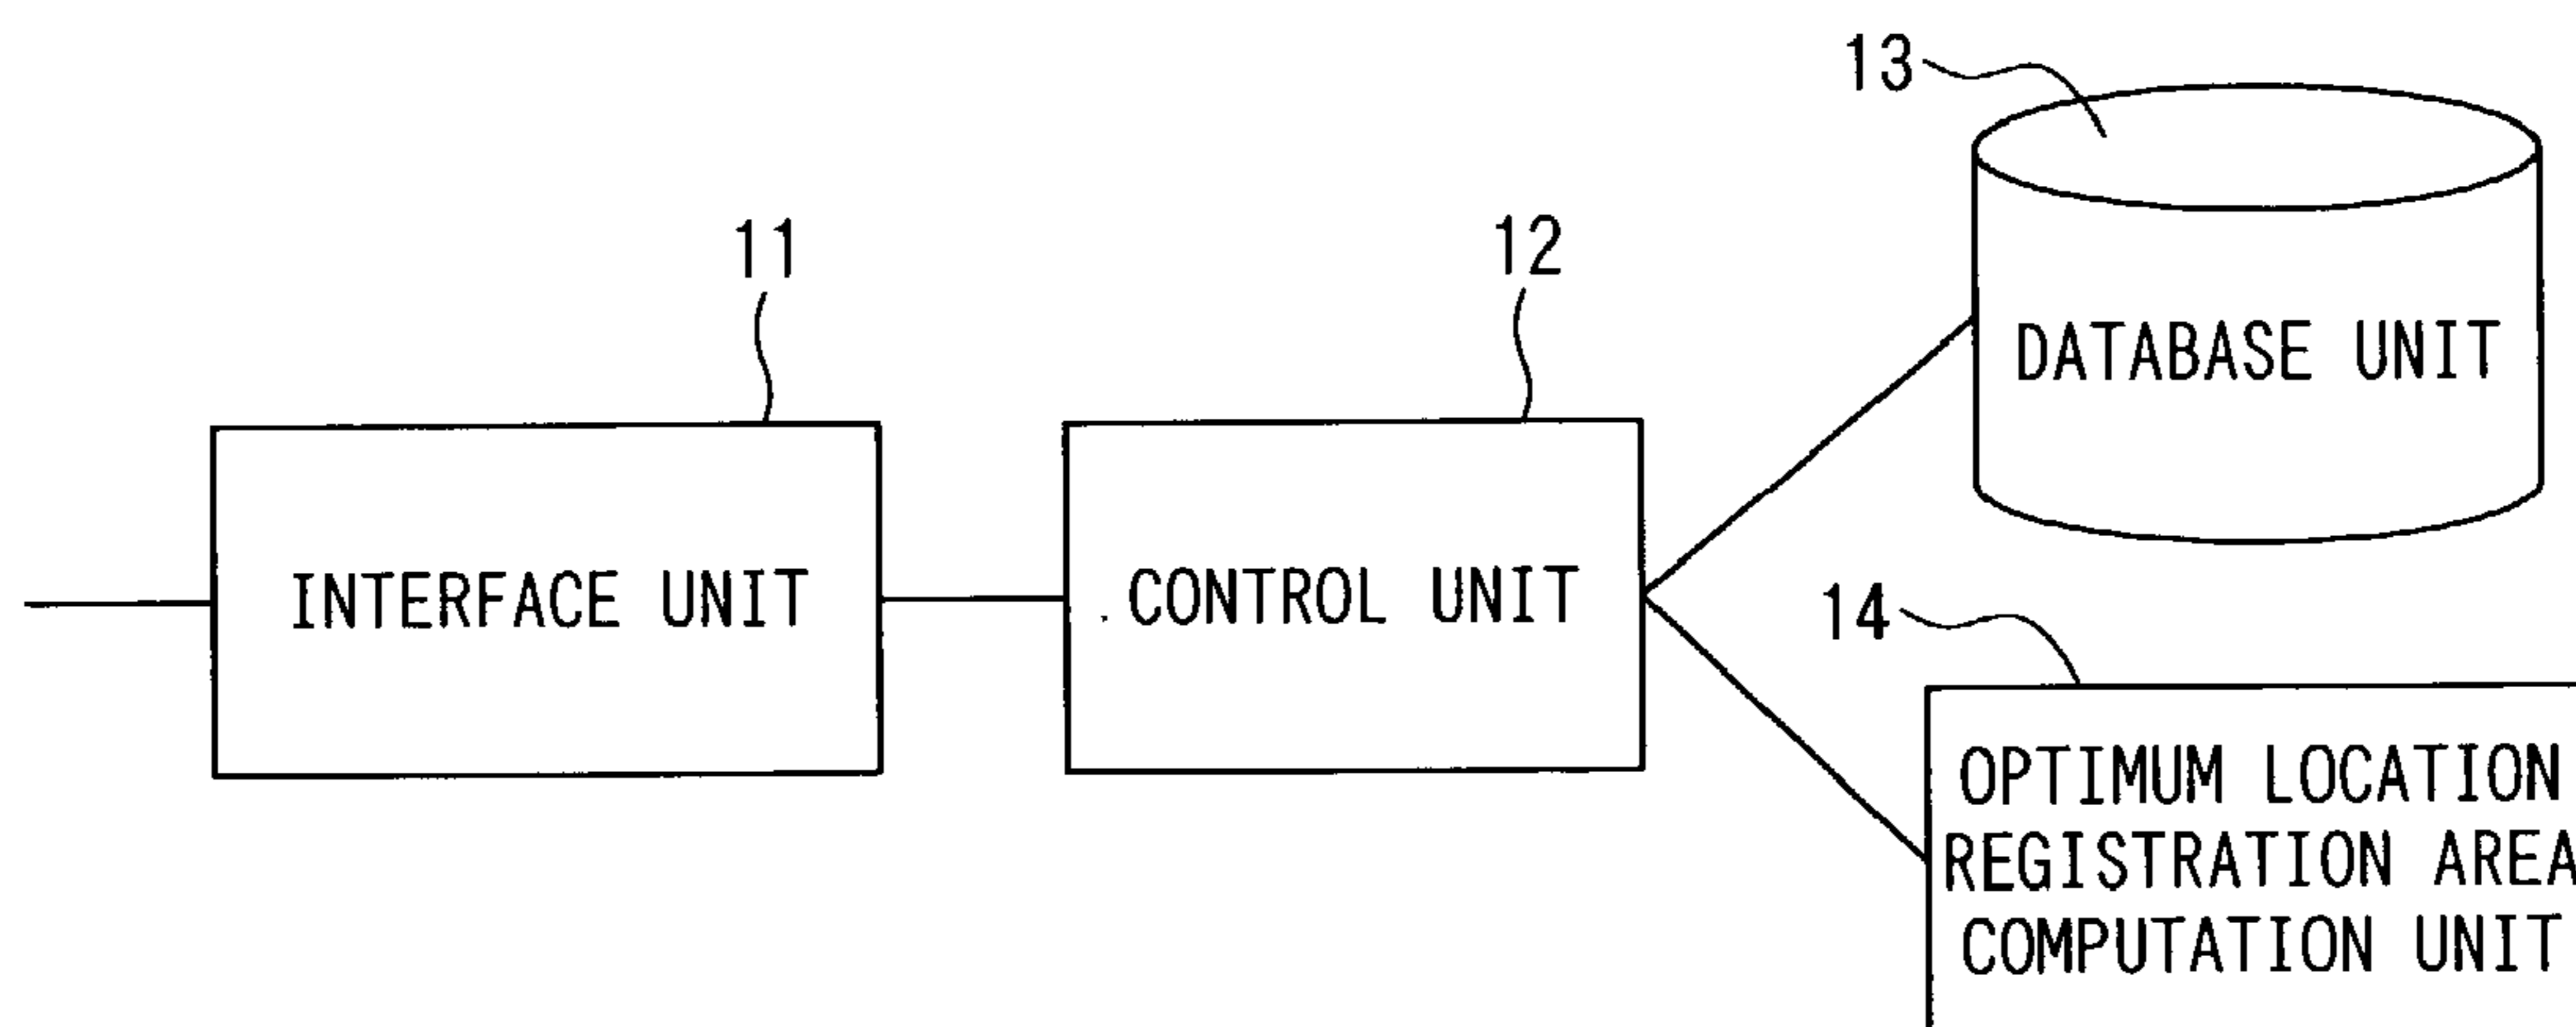 13
11
12
DATABASE UNIT
INTERFACE UNIT
CONTROL UNIT
14
OPTIMUM LOCATION
REGISTRATION AREA
COMPUTATION UNIT